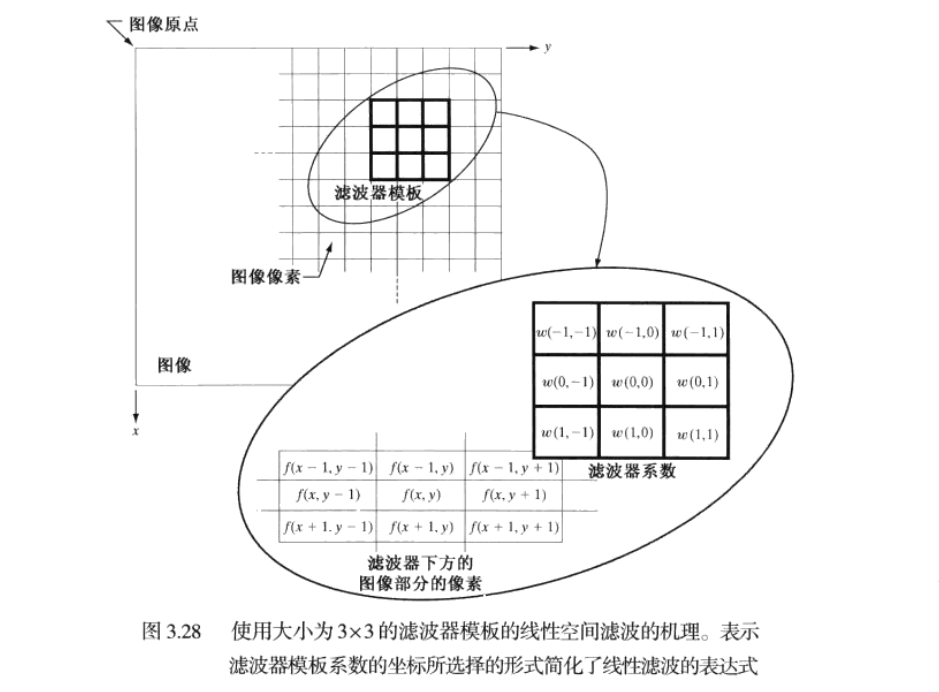 图像原点
y
滤波器模板
图像像素
图像
x
w(−1,−1) w(−1,0) w(−1,1)
w(0,−1) w(0,0) w(0,1)
w(1,−1) w(1,0) w(1,1)
滤波器系数
f(x − 1, y − 1) f(x − 1, y) f(x − 1, y + 1)
f(x, y − 1) f(x, y) f(x, y + 1)
f(x + 1. y − 1) f(x + 1, y) f(x + 1, y + 1)
滤波器下方的
图像部分的像素
图 3.28 使用大小为 3×3 的滤波器模板的线性空间滤波的机理。表示
滤波器模板系数的坐标所选择的形式简化了线性滤波的表达式